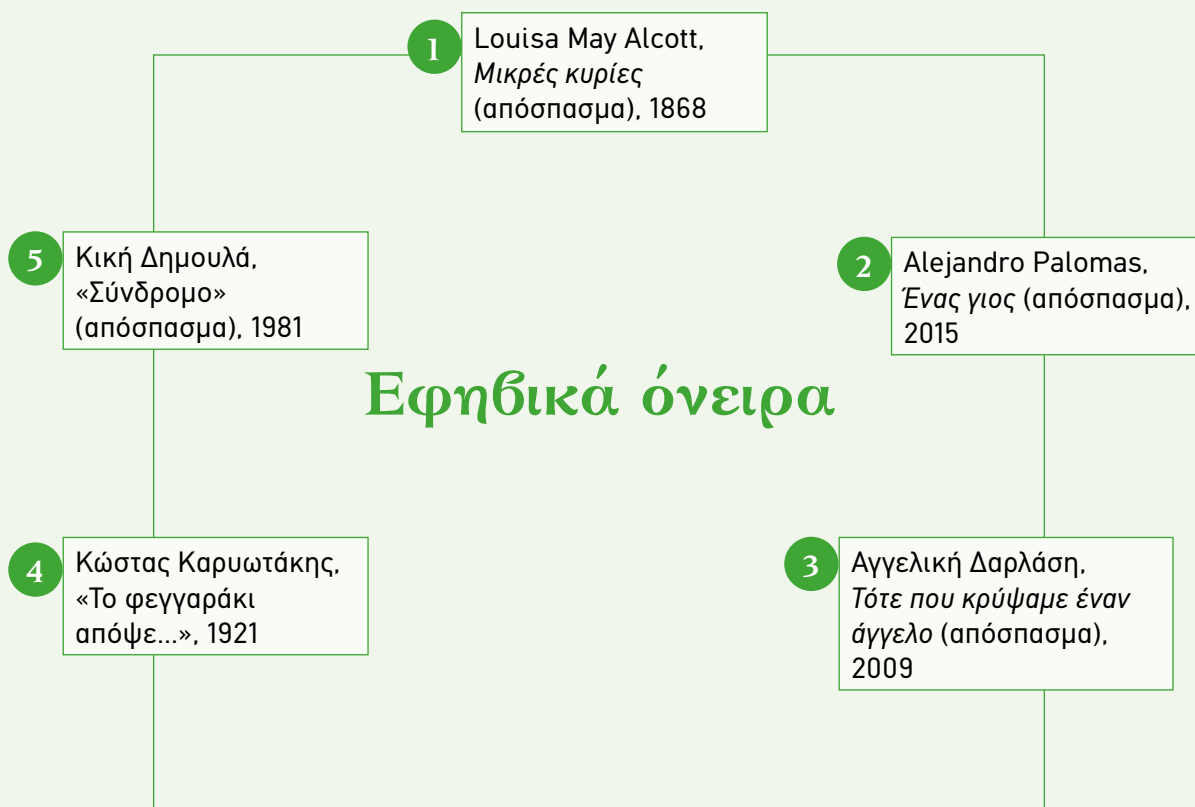 1
Louisa May Alcott,
Μικρές κυρίες
(απόσπασμα), 1868
2
Alejandro Palomas,
Ένας γιος (απόσπασμα),
2015
3
Αγγελική Δαρλάση,
Τότε που κρύψαμε έναν
άγγελο (απόσπασμα),
2009
4
Κώστας Καρυωτάκης,
«Το φεγγαράκι
απόψε...», 1921
5
Κική Δημουλά,
«Σύνδρομο»
(απόσπασμα), 1981
Εφηβικά όνειρα